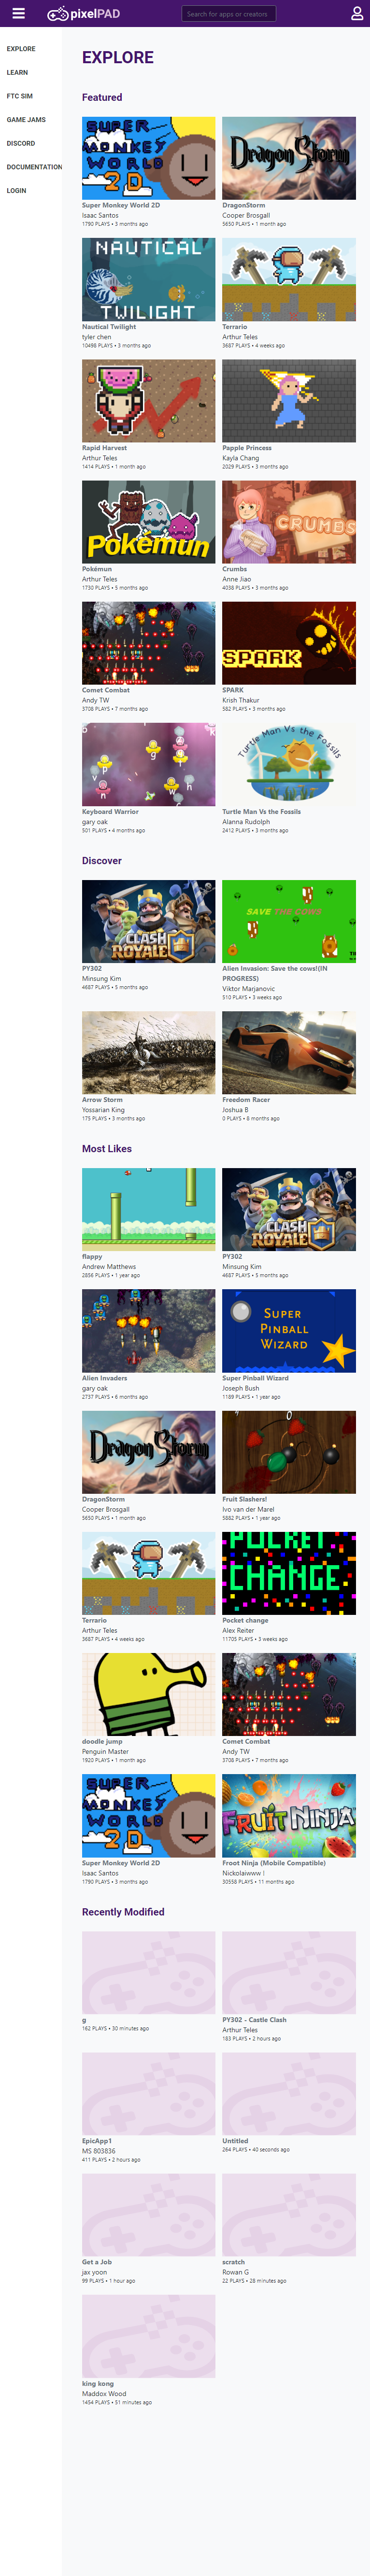 pixelPAD
Search for apps or creators
EXPLORE
LEARN
FTC SIM
GAME JAMS
DISCORD
DOCUMENTATION
LOGIN
EXPLORE
Featured
SUPER
MONKEY
WORLD
2D
Super Monkey World 2D
Isaac Santos
1790 PLAYS • 3 months ago
Dragon Storm
DragonStorm
Cooper Brosgall
5650 PLAYS • 1 month ago
NAUTICAL
TWILIGHT
Nautical Twilight
tyler chen
10498 PLAYS • 3 months ago
Terrario
Arthur Teles
3687 PLAYS • 4 weeks ago
Rapid Harvest
Arthur Teles
1414 PLAYS • 1 month ago
Papple Princess
Kayla Chang
2029 PLAYS • 3 months ago
Pokémun
Pokémun
Arthur Teles
1730 PLAYS • 5 months ago
CRUMBS
Crumbs
Anne Jiao
4038 PLAYS • 3 months ago
Comet Combat
Andy TW
3708 PLAYS • 7 months ago
SPARK
SPARK
Krish Thakur
582 PLAYS • 3 months ago
Keyboard Warrior
gary oak
501 PLAYS • 4 months ago
Turtle Man Vs the Fossils
Turtle Man Vs the Fossils
Alanna Rudolph
2412 PLAYS • 3 months ago
Discover
CLASH
ROYALE
PY302
Minsung Kim
4687 PLAYS • 5 months ago
SAVE THE COWS!
Alien Invasion: Save the cows!(IN
PROGRESS)
Viktor Marjanovic
510 PLAYS • 3 weeks ago
Arrow Storm
Yossarian King
175 PLAYS • 3 months ago
Freedom Racer
Joshua B
0 PLAYS • 8 months ago
Most Likes
flappy
Andrew Matthews
2856 PLAYS • 1 year ago
CLASH
ROYALE
PY302
Minsung Kim
4687 PLAYS • 5 months ago
Alien Invaders
gary oak
2737 PLAYS • 6 months ago
SUPER
PINBALL
WIZARD
Super Pinball Wizard
Joseph Bush
1189 PLAYS • 1 year ago
Dragon Storm
DragonStorm
Cooper Brosgall
5650 PLAYS • 1 month ago
0
Fruit Slashers!
Ivo van der Marel
5882 PLAYS • 1 year ago
Terrario
Arthur Teles
3687 PLAYS • 4 weeks ago
POCKET
CHANGE
Pocket change
Alex Reiter
11705 PLAYS • 3 weeks ago
doodle jump
Penguin Master
1920 PLAYS • 1 month ago
Comet Combat
Andy TW
3708 PLAYS • 7 months ago
SUPER
MONKEY
WORLD
2D
Super Monkey World 2D
Isaac Santos
1790 PLAYS • 3 months ago
FRUIT NINJA
Froot Ninja (Mobile Compatible)
Nickolaiwww !
30558 PLAYS • 11 months ago
Recently Modified
g
162 PLAYS • 30 minutes ago
PY302 - Castle Clash
Arthur Teles
183 PLAYS • 2 hours ago
EpicApp1
MS 803836
411 PLAYS • 2 hours ago
Untitled
264 PLAYS • 40 seconds ago
Get a Job
jax yoon
99 PLAYS • 1 hour ago
scratch
Rowan G
22 PLAYS • 28 minutes ago
king kong
Maddox Wood
1454 PLAYS • 51 minutes ago